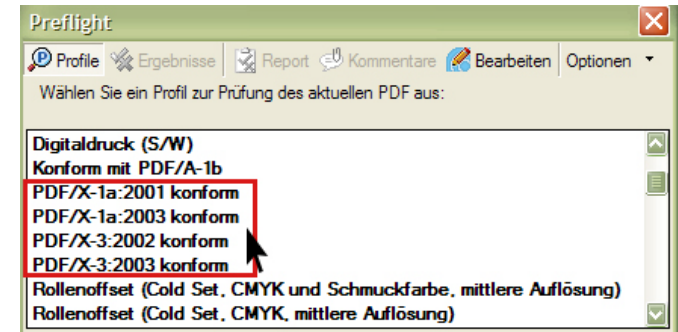 Preflight
Profile Ergebnisse Report Kommentare Bearbeiten Optionen
Wählen Sie ein Profil zur Prüfung des aktuellen PDF aus:
Digitaldruck (S/W)
Konform mit PDF/A-1b
PDF/X-1a:2001 konform
PDF/X-1a:2003 konform
PDF/X-3:2002 konform
PDF/X-3:2003 konform
Rollenoffset (Cold Set, CMYK und Schmuckfarbe, mittlere Auflösung)
Rollenoffset (Cold Set, CMYK, mittlere Auflösung)